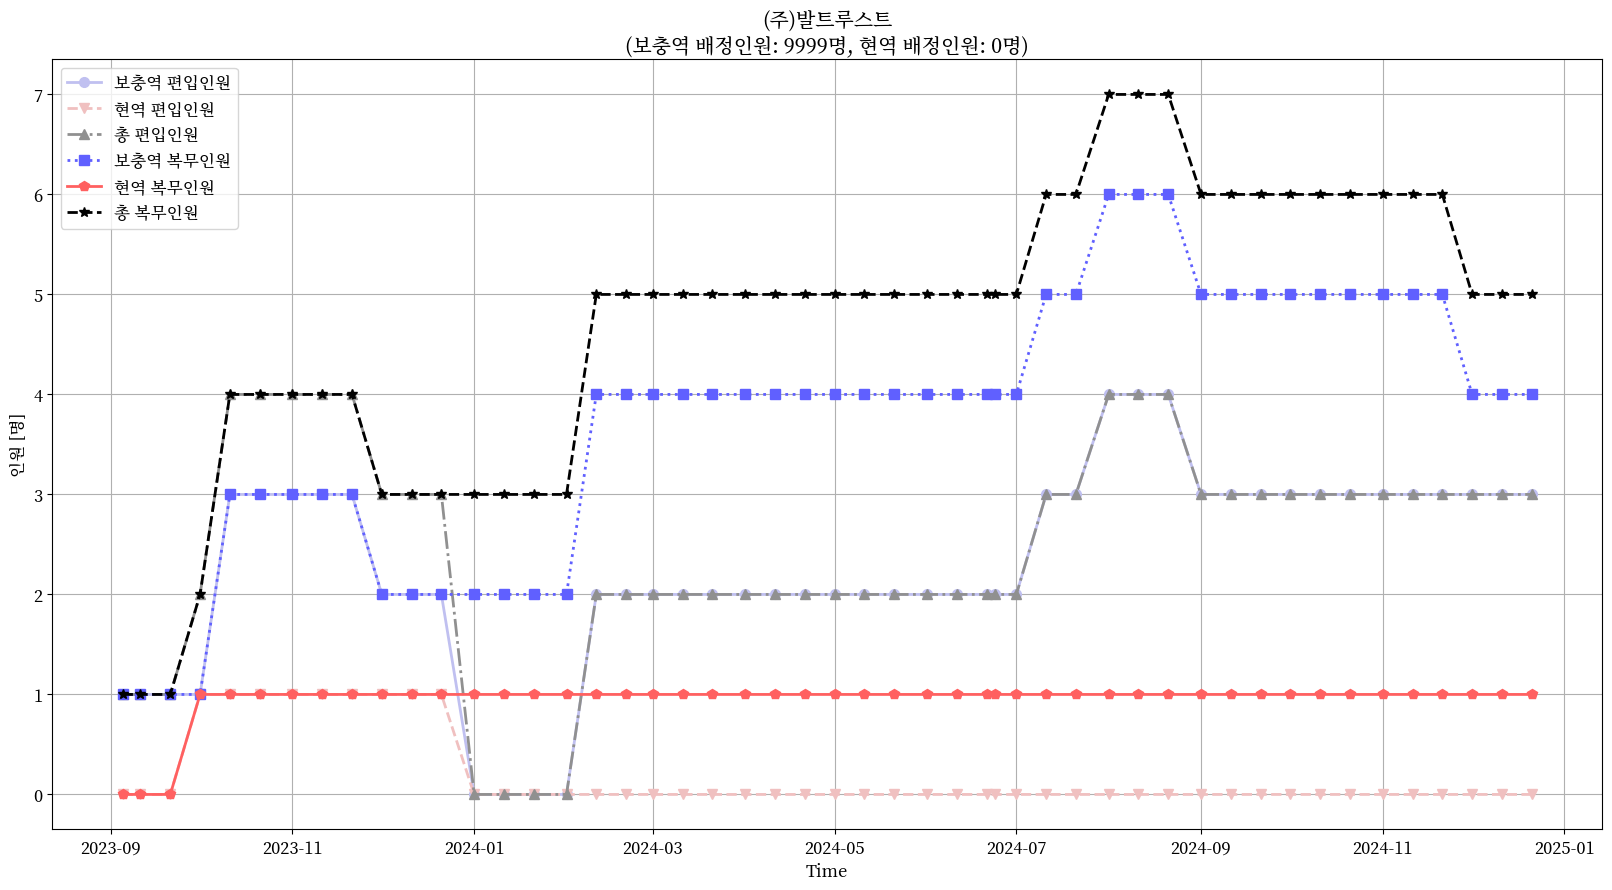 (주)발트루스트
(보충역 배정인원: 9999명, 현역 배정인원: 0명)
보충역 편입인원
현역 편입인원
총 편입인원
보충역 복무인원
현역 복무인원
총 복무인원
인원 [명]
7
6
5
4
3
2
1
0
2023-09 2023-11 2024-01 2024-03 2024-05 2024-07 2024-09 2024-11 2025-01
Time